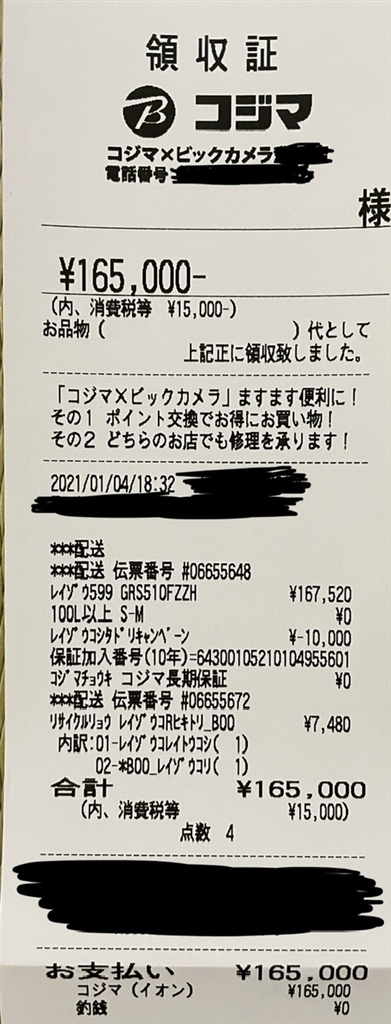 領収証
B コジマ
コジマ×ビックカメラ
電話番号
様
¥165,000-
(内、消費税等 ¥15,000-)
お品物( )代として
上記正に領収致しました。
「コジマ×ビックカメラ」ますます便利に!
その1 ポイント交換でお得にお買い物!
その2 どちらのお店でも修理を承ります!
2021/01/04/18:32
***配送
***配送 伝票番号 #06655648
レイゾウ599 GRS510FZZH ¥167,520
100L以上 S-M ¥0
レイゾウコシタドリキャンペーン ¥-10,000
保証加入番号(10年)=64300105210104955601
コジマチョウキ コジマ長期保証 ¥0
***配送 伝票番号 #06655672
リサイクルリョウ レイゾウコRヒキトリ_B00 ¥7,480
内訳:01-レイゾウコレイトウコシ( 1)
02-*B00_レイゾウコリ( 1)
合計 ¥165,000
(内、消費税等 ¥15,000)
点数 4
お支払い ¥165,000
コジマ(イオン) ¥165,000
釣銭 ¥0